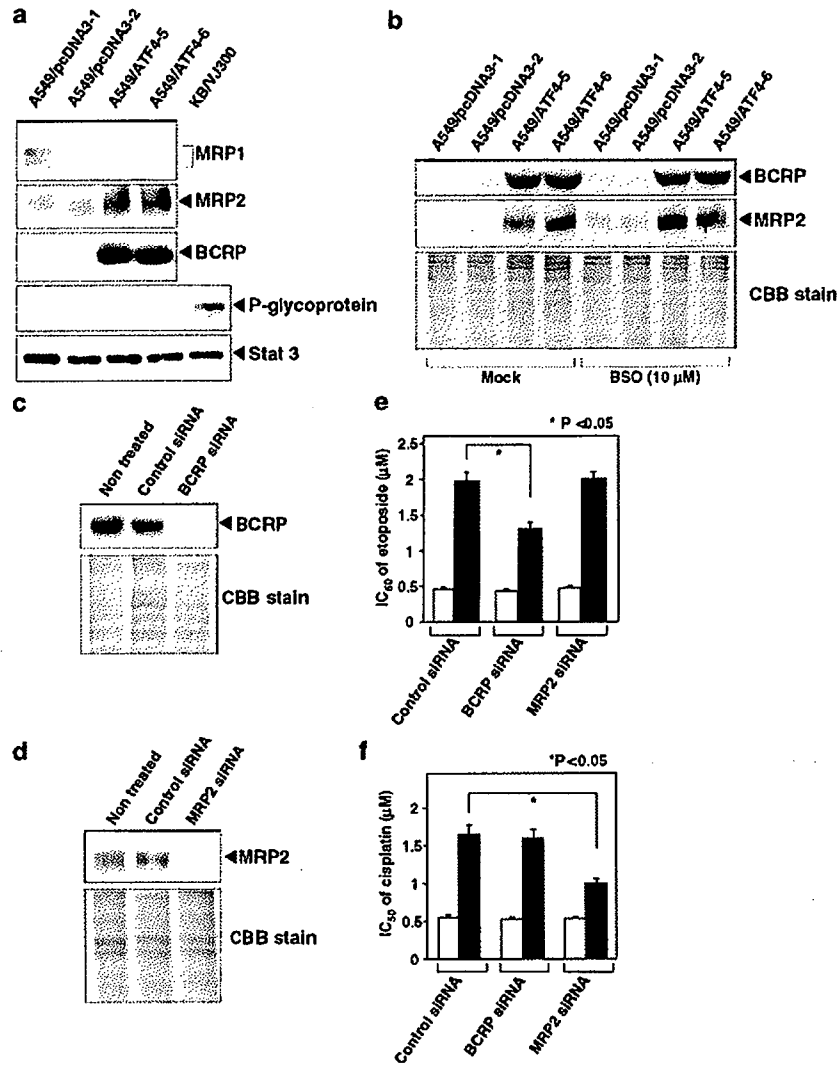 a
A549/pcDNA3-1
A549/pcDNA3-2
A549/ATF4-5
A549/ATF4-6
KB/VJ300
MRP1
MRP2
BCRP
P-glycoprotein
Stat 3
b
A549/pcDNA3-1
A549/pcDNA3-2
A549/ATF4-5
A549/ATF4-6
A549/pcDNA3-1
A549/pcDNA3-2
A549/ATF4-5
A549/ATF4-6
BCRP
MRP2
CBB stain
Mock
BSO (10 µM)
c
Non treated
Control siRNA
BCRP siRNA
BCRP
CBB stain
e
* P <0.05
IC50 of etoposide (µM)
2.5
2
1.5
1
0.5
0
*
Control siRNA
BCRP siRNA
MRP2 siRNA
d
Non treated
Control siRNA
MRP2 siRNA
MRP2
CBB stain
f
*P<0.05
IC50 of cisplatin (µM)
2
1.5
1
0.5
0
*
Control siRNA
BCRP siRNA
MRP2 siRNA